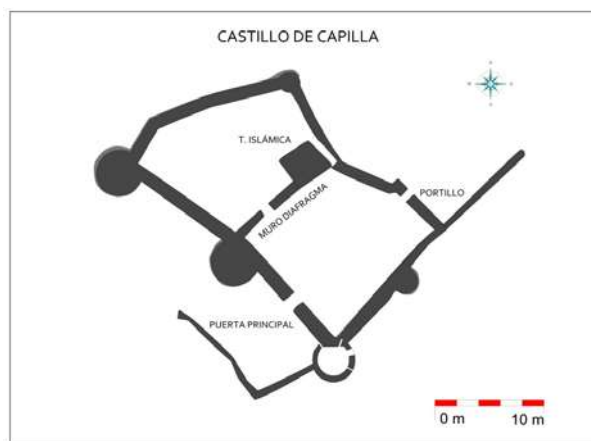 CASTILLO DE CAPILLA
T. ISLÁMICA
PORTILLO
MURO DIAFRAGMA
PUERTA PRINCIPAL
0 m 10 m